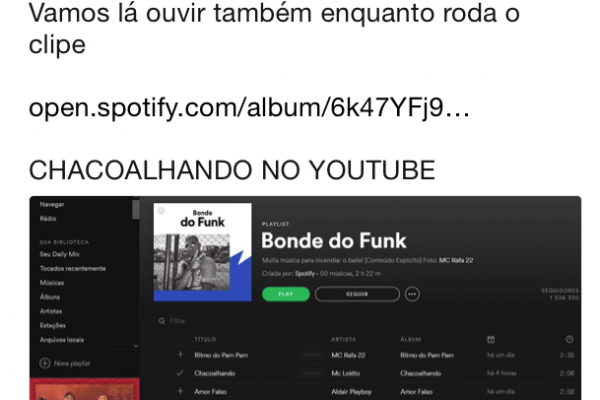 Vamos lá ouvir também enquanto roda o
clipe
open.spotify.com/album/6k47YFj9…
CHACOALHANDO NO YOUTUBE
Navegar
Rádio
SUA BIBLIOTECA
Seu Daily Mix
Tocados recentemente
Músicas
Álbuns
Artistas
Estações
Arquivos locais
Nova playlist
Bonde
do Funk
PLAYLIST
Bonde do Funk
Muita música para incendiar o baile! [Conteúdo Explícito] Foto: MC Rafa 22
Criada por: Spotify • 50 músicas, 2 h 22 m
PLAY SEGUIR
SEGUIDORES
1 336 330
Filtrar
TÍTULO ARTISTA ÁLBUM
Ritmo do Pam Pam MC Rafa 22 Ritmo do Pam Pam há um dia 2:35
Chacoalhando Mc Lekito Chacoalhando há 4 horas 2:08
Amor Falso Aldair Playboy Amor Falso há um dia 2:58